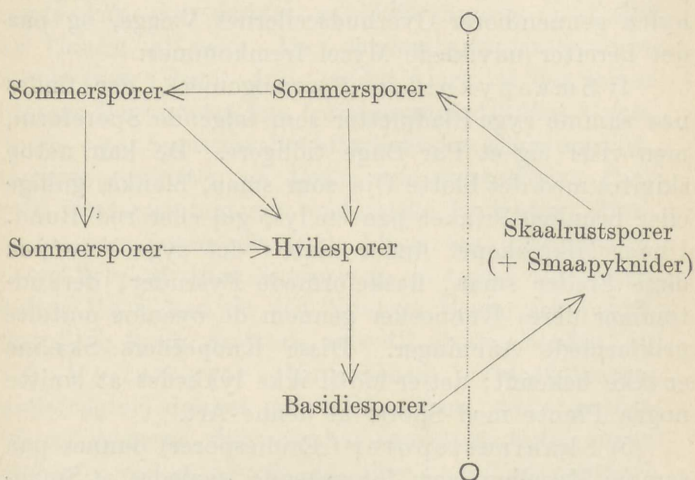 Sommersporer Sommersporer
Skaalrustsporer
Sommersporer Hvilesporer
(+ Smaapyknider)
Basidiesporer